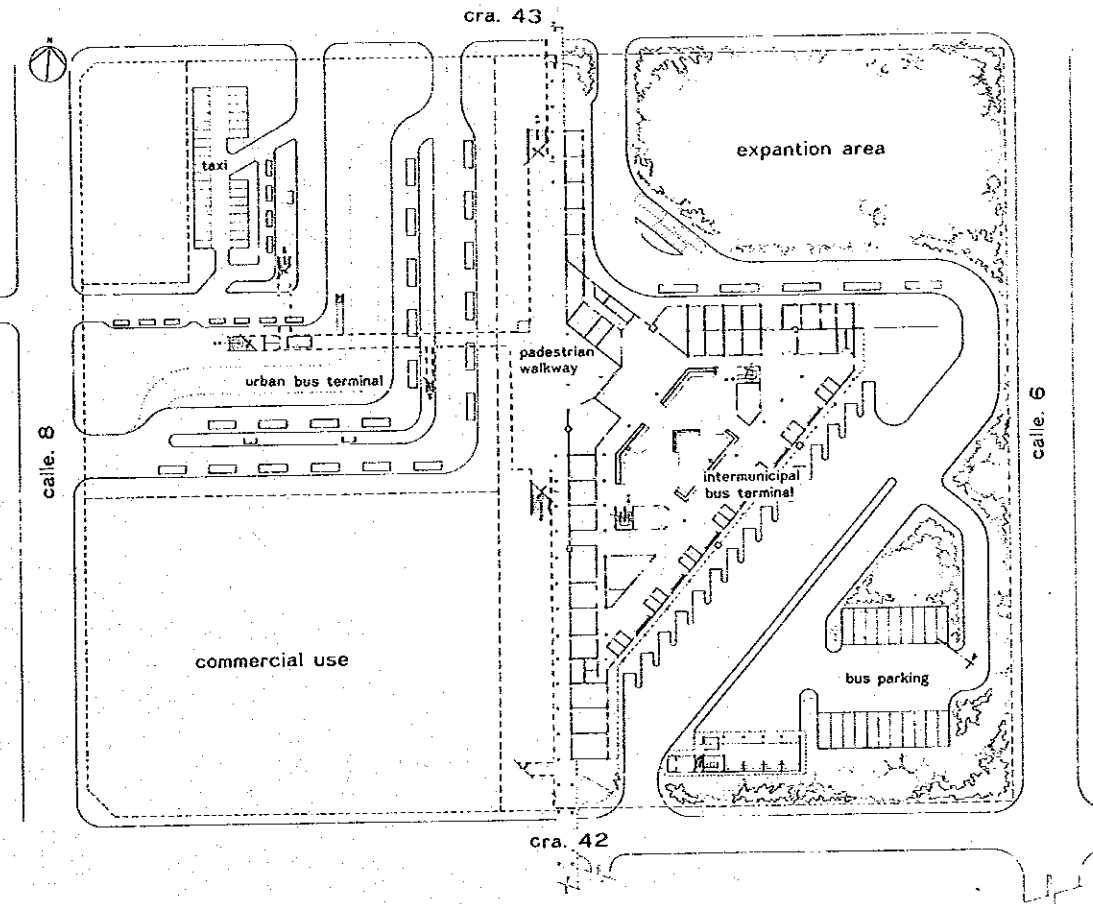 cra. 43
N
expantion area
taxi
padestrian
walkway
urban bus terminal
calle. 8
calle. 6
intermunicipal
bus terminal
commercial use
bus parking
cra. 42